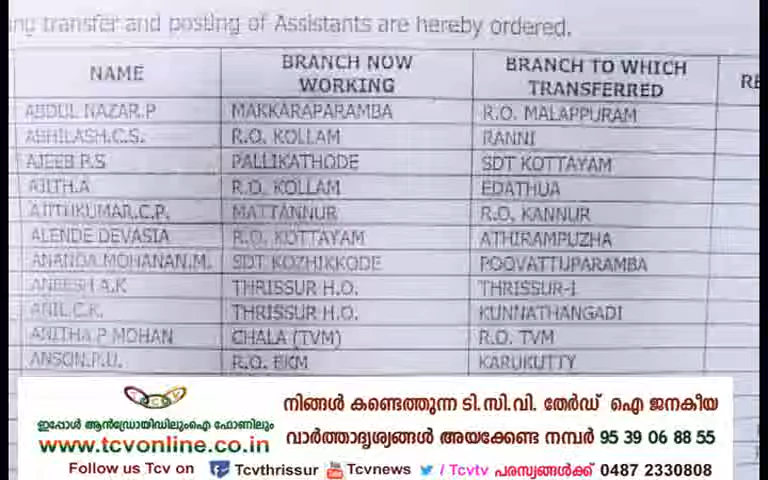 ing transfer and posting of Assistants are hereby ordered.
NAME BRANCH NOW WORKING BRANCH TO WHICH TRANSFERRED RE
ABDUL NAZAR.P MAKKARAPARAMBA R.O. MALAPPURAM
ABHILASH.C.S. R.O. KOLLAM RANNI
AJEEB R.S PALLIKATHODE SDT KOTTAYAM
AJITH.A R.O. KOLLAM EDATHUA
AJITHKUMAR.C.P. MATTANNUR R.O. KANNUR
ALENDE DEVASIA R.O. KOTTAYAM ATHIRAMPUZHA
ANANDA MOHANAN.M. SDT KOZHIKKODE POOVATTUPARAMBA
ANEESH A.K THRISSUR H.O. THRISSUR-I
ANIL.C.K. THRISSUR H.O. KUNNATHANGADI
ANITHA P MOHAN CHALA (TVM) R.O. TVM
ANSON.P.U. R.O. EKM KARUKUTTY
നിങ്ങൾ കണ്ടെത്തുന്ന ടി.സി.വി. തേർഡ് ഐ ജനകീയ
ഇപ്പോൾ ആൻഡ്രോയിഡിലുംഐ ഫോണിലും
www.tcvonline.co.in വാർത്താദൃശ്യങ്ങൾ അയക്കേണ്ട നമ്പർ 95 39 06 88 55
Follow us Tcv on Tcvthrissur Tcvnews / Tcvtv പരസ്യങ്ങൾക്ക് 0487 2330808